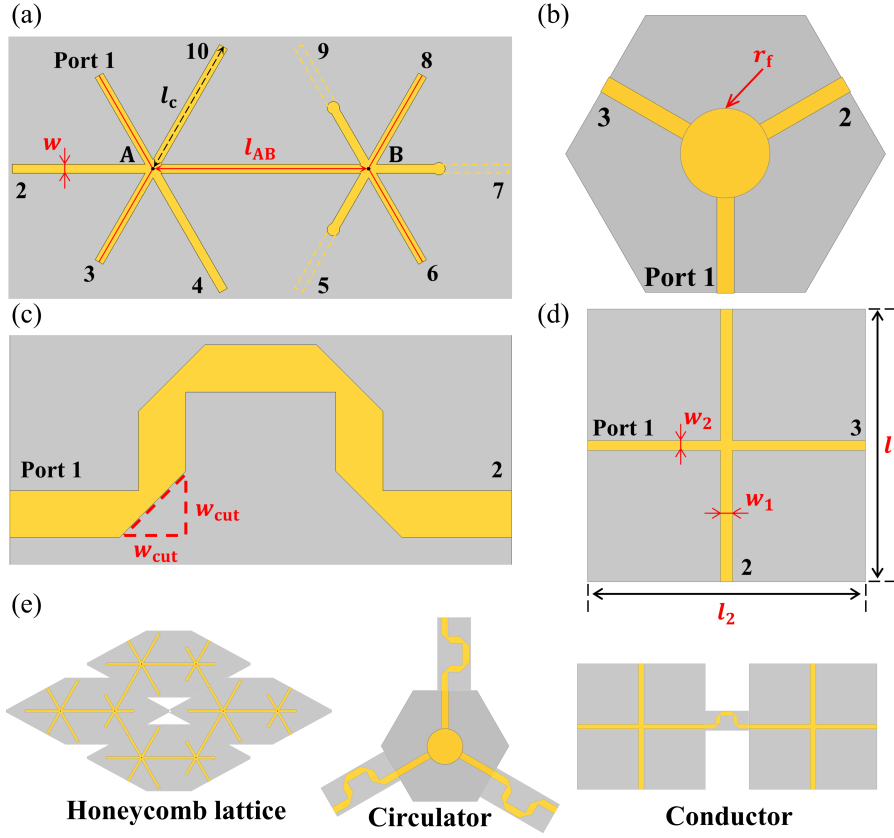 (a)
Port 1
10
9
8
l_c
w
A
l_AB
B
2
7
3
4
5
6
(b)
r_f
3
2
Port 1
(c)
Port 1
2
w_cut
w_cut
(d)
Port 1
w_2
3
l
w_1
2
l_2
(e)
Honeycomb lattice
Circulator
Conductor